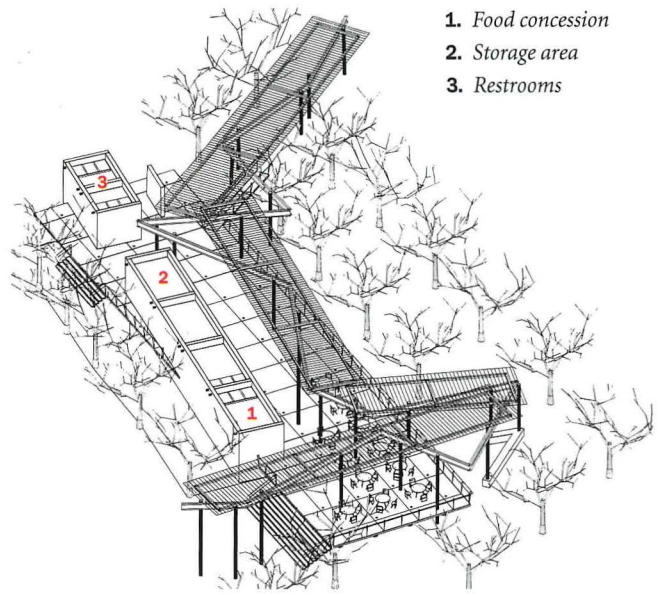 1. Food concession
2. Storage area
3. Restrooms
3
2
1